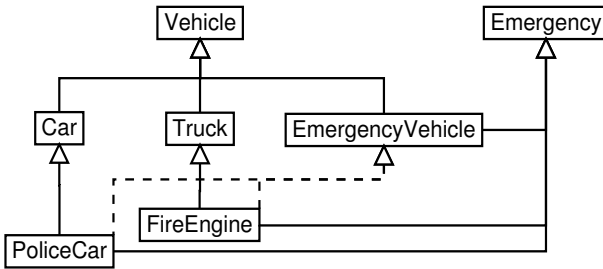 Vehicle
Emergency
Car
Truck
EmergencyVehicle
FireEngine
PoliceCar